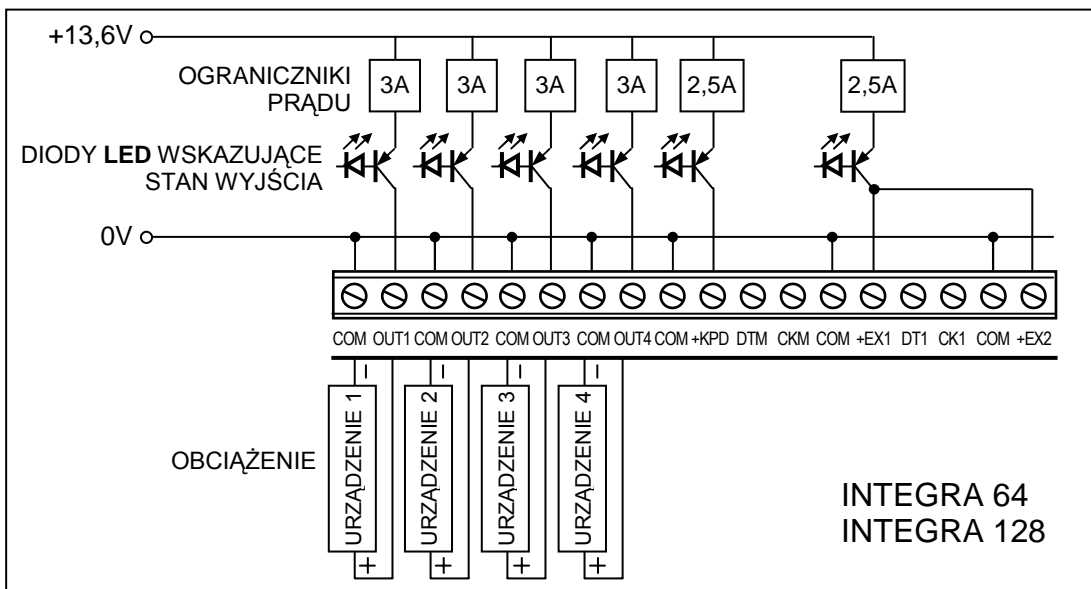 +13,6V
OGRANICZNIKI
PRĄDU
3A 3A 3A 3A 2,5A 2,5A
DIODY LED WSKAZUJĄCE
STAN WYJŚCIA
0V
COM OUT1 COM OUT2 COM OUT3 COM OUT4 COM +KPD DTM CKM COM +EX1 DT1 CK1 COM +EX2
− − − −
URZĄDZENIE 1 URZĄDZENIE 2 URZĄDZENIE 3 URZĄDZENIE 4
OBCIĄŻENIE
+ + + +
INTEGRA 64
INTEGRA 128